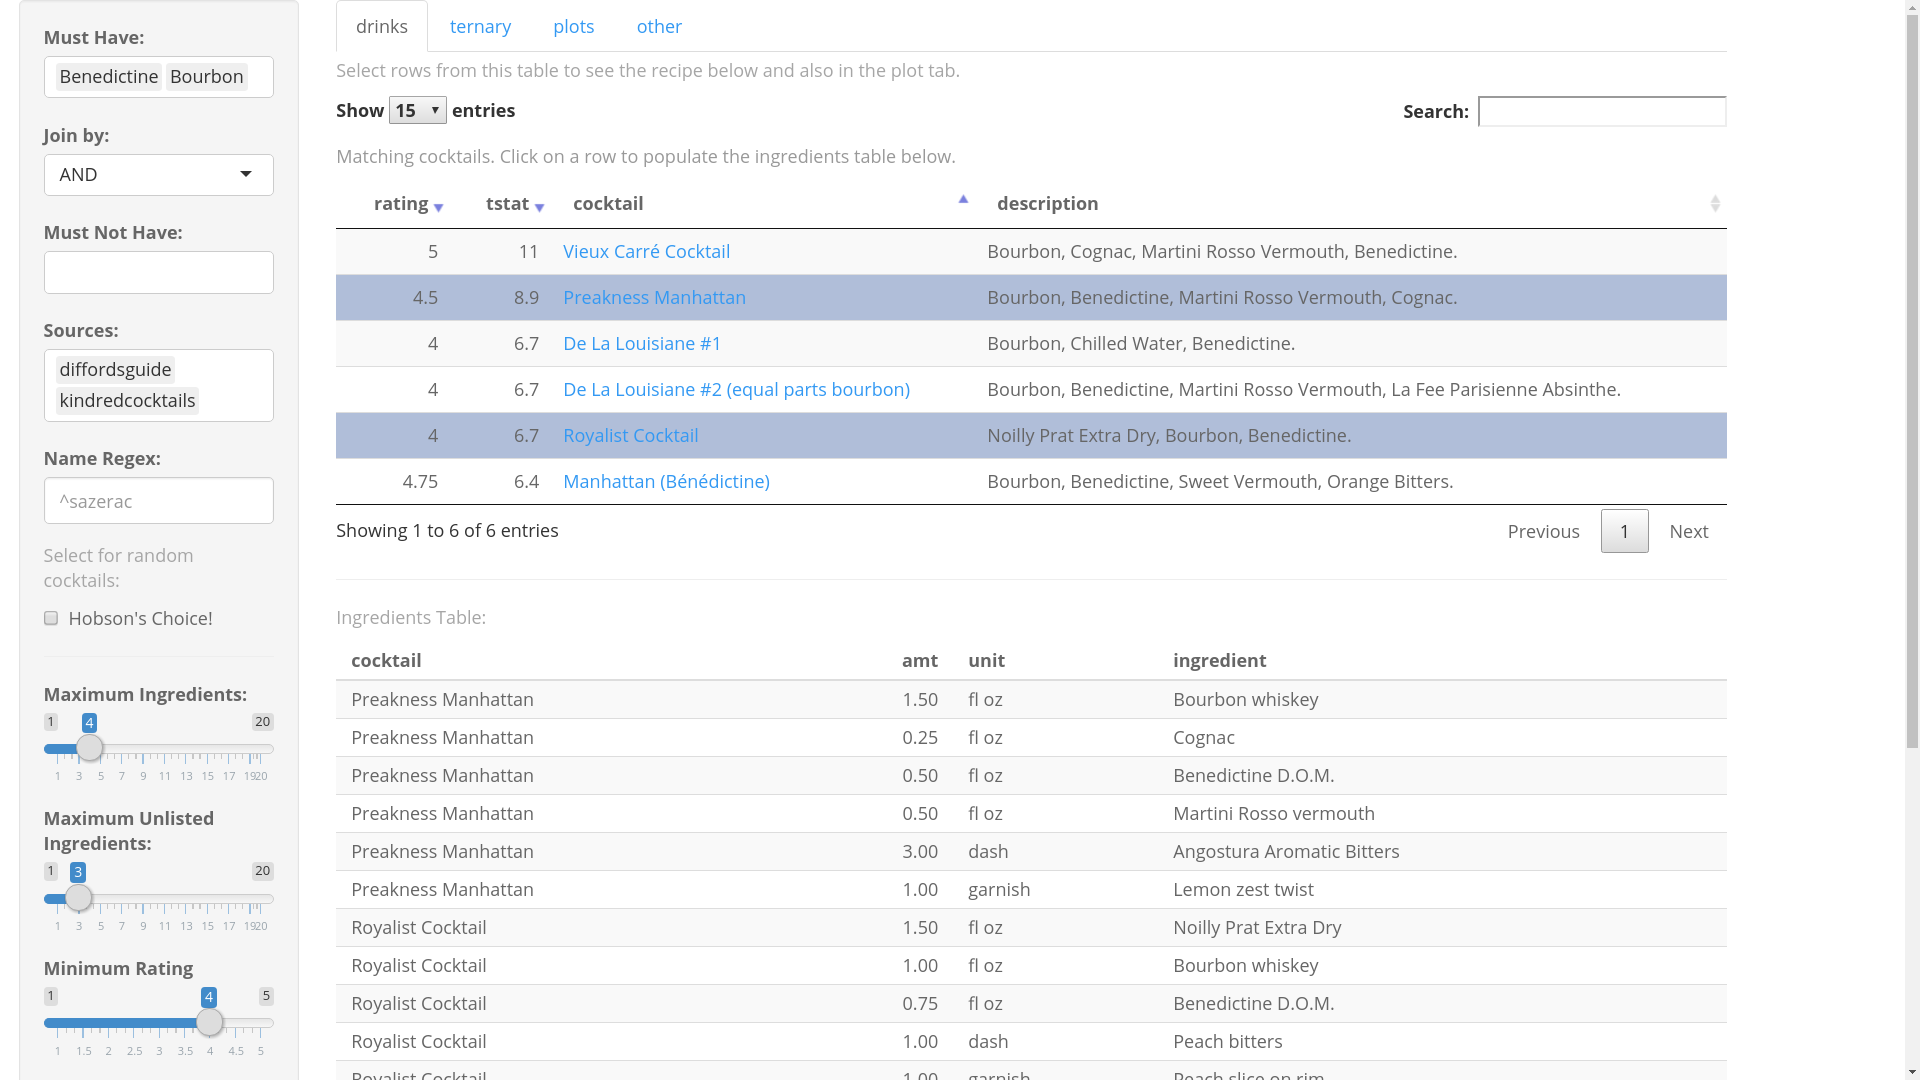 Must Have:
Benedictine Bourbon
Join by:
AND
Must Not Have:
Sources:
diffordsguide
kindredcocktails
Name Regex:
^sazerac
Select for random
cocktails:
Hobson's Choice!
Maximum Ingredients:
1 4 20
1 3 5 7 9 11 13 15 17 19 20
Maximum Unlisted
Ingredients:
1 3 20
1 3 5 7 9 11 13 15 17 19 20
Minimum Rating
1 4 5
1 1.5 2 2.5 3 3.5 4 4.5 5
drinks ternary plots other
Select rows from this table to see the recipe below and also in the plot tab.
Show 15 entries Search:
Matching cocktails. Click on a row to populate the ingredients table below.
rating tstat cocktail description
5 11 Vieux Carré Cocktail Bourbon, Cognac, Martini Rosso Vermouth, Benedictine.
4.5 8.9 Preakness Manhattan Bourbon, Benedictine, Martini Rosso Vermouth, Cognac.
4 6.7 De La Louisiane #1 Bourbon, Chilled Water, Benedictine.
4 6.7 De La Louisiane #2 (equal parts bourbon) Bourbon, Benedictine, Martini Rosso Vermouth, La Fee Parisienne Absinthe.
4 6.7 Royalist Cocktail Noilly Prat Extra Dry, Bourbon, Benedictine.
4.75 6.4 Manhattan (Bénédictine) Bourbon, Benedictine, Sweet Vermouth, Orange Bitters.
Showing 1 to 6 of 6 entries Previous 1 Next
Ingredients Table:
cocktail amt unit ingredient
Preakness Manhattan 1.50 fl oz Bourbon whiskey
Preakness Manhattan 0.25 fl oz Cognac
Preakness Manhattan 0.50 fl oz Benedictine D.O.M.
Preakness Manhattan 0.50 fl oz Martini Rosso vermouth
Preakness Manhattan 3.00 dash Angostura Aromatic Bitters
Preakness Manhattan 1.00 garnish Lemon zest twist
Royalist Cocktail 1.50 fl oz Noilly Prat Extra Dry
Royalist Cocktail 1.00 fl oz Bourbon whiskey
Royalist Cocktail 0.75 fl oz Benedictine D.O.M.
Royalist Cocktail 1.00 dash Peach bitters
Royalist Cocktail 1.00 garnish Peach slice on rim